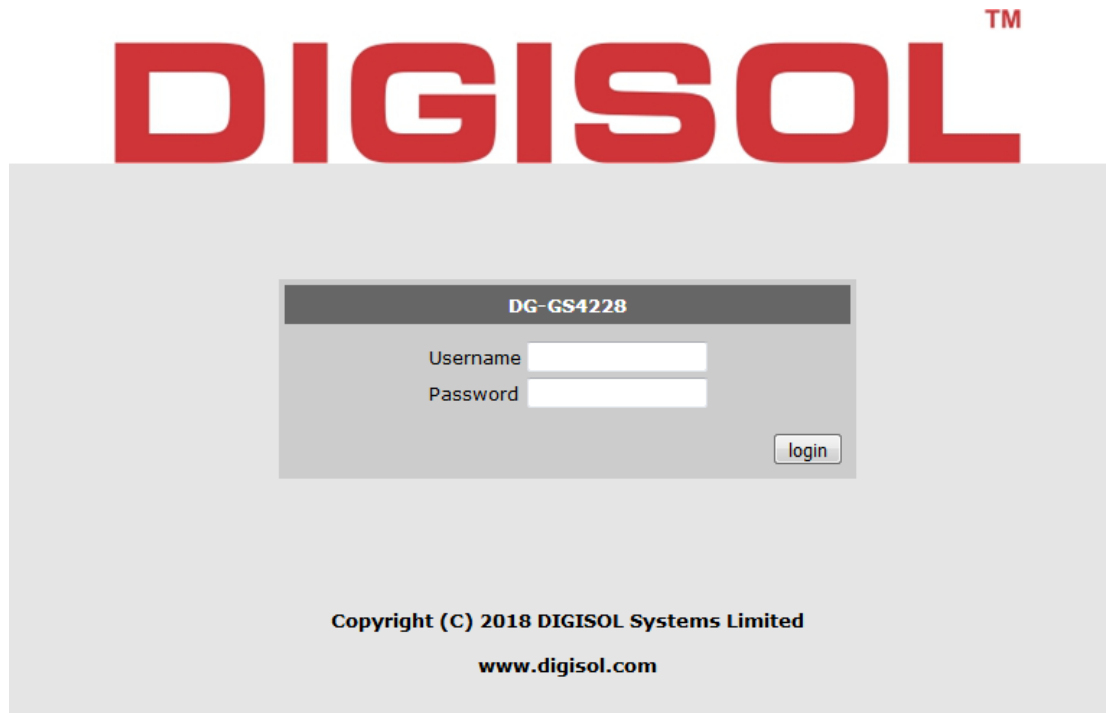 DIGISOL TM
DG-GS4228
Username
Password
login
Copyright (C) 2018 DIGISOL Systems Limited
www.digisol.com